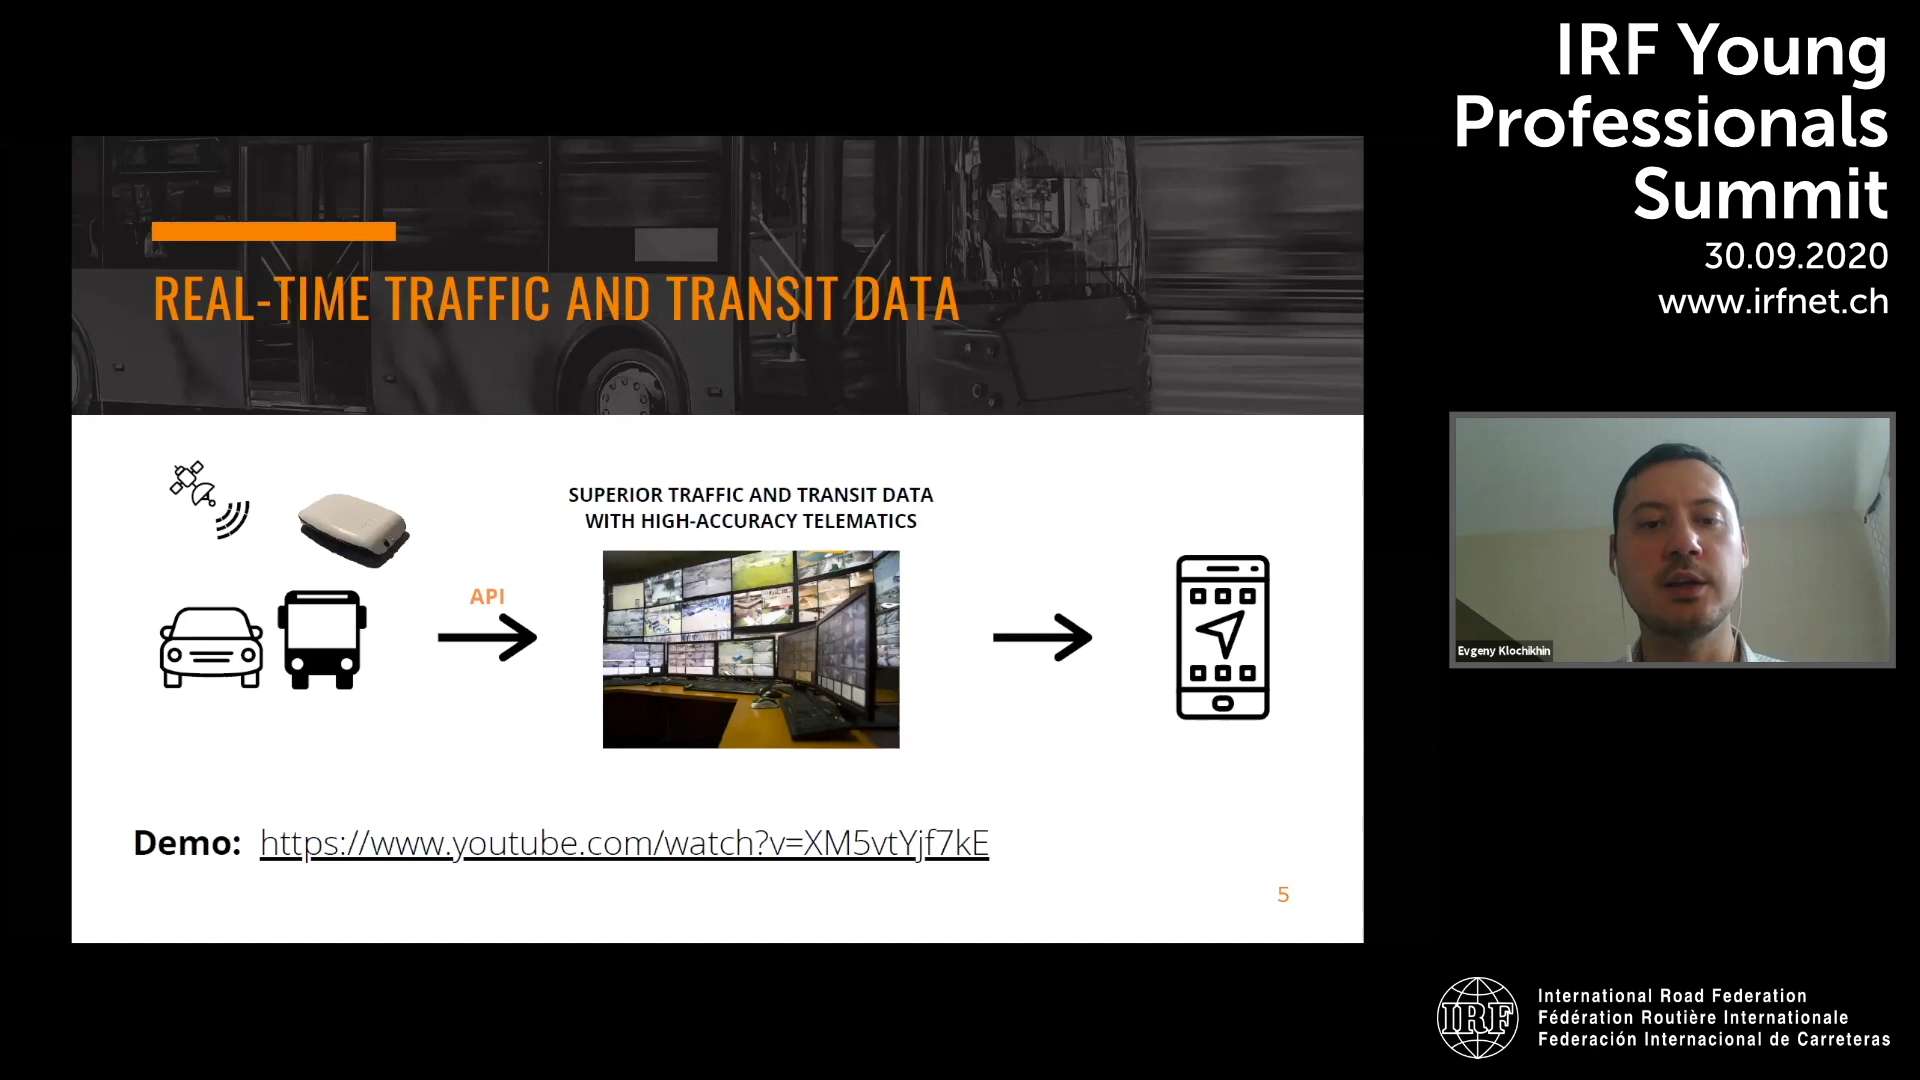 IRF Young
Professionals
Summit
30.09.2020
www.irfnet.ch
REAL-TIME TRAFFIC AND TRANSIT DATA
SUPERIOR TRAFFIC AND TRANSIT DATA
WITH HIGH-ACCURACY TELEMATICS
API
Demo: https://www.youtube.com/watch?v=XM5vtYjf7kE
5
Evgeny Klochikhin
IRF
International Road Federation
Fédération Routière Internationale
Federación Internacional de Carreteras